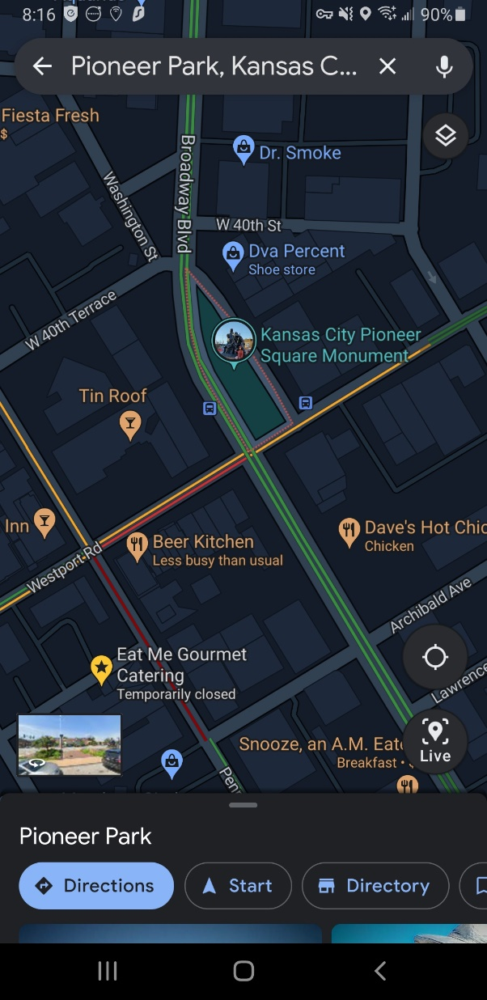 8:16
90%
Pioneer Park, Kansas C...
Fiesta Fresh
$
Broadway Blvd
Dr. Smoke
Washington St
W 40th St
Dva Percent
Shoe store
W 40th Terrace
Kansas City Pioneer
Square Monument
Tin Roof
Inn
Dave's Hot Chic
Chicken
Beer Kitchen
Less busy than usual
Westport Rd
Archibald Ave
Eat Me Gourmet
Catering
Temporarily closed
Lawrence
Snooze, an A.M. Eate
Breakfast •
Live
Penn
Pioneer Park
Directions
Start
Directory